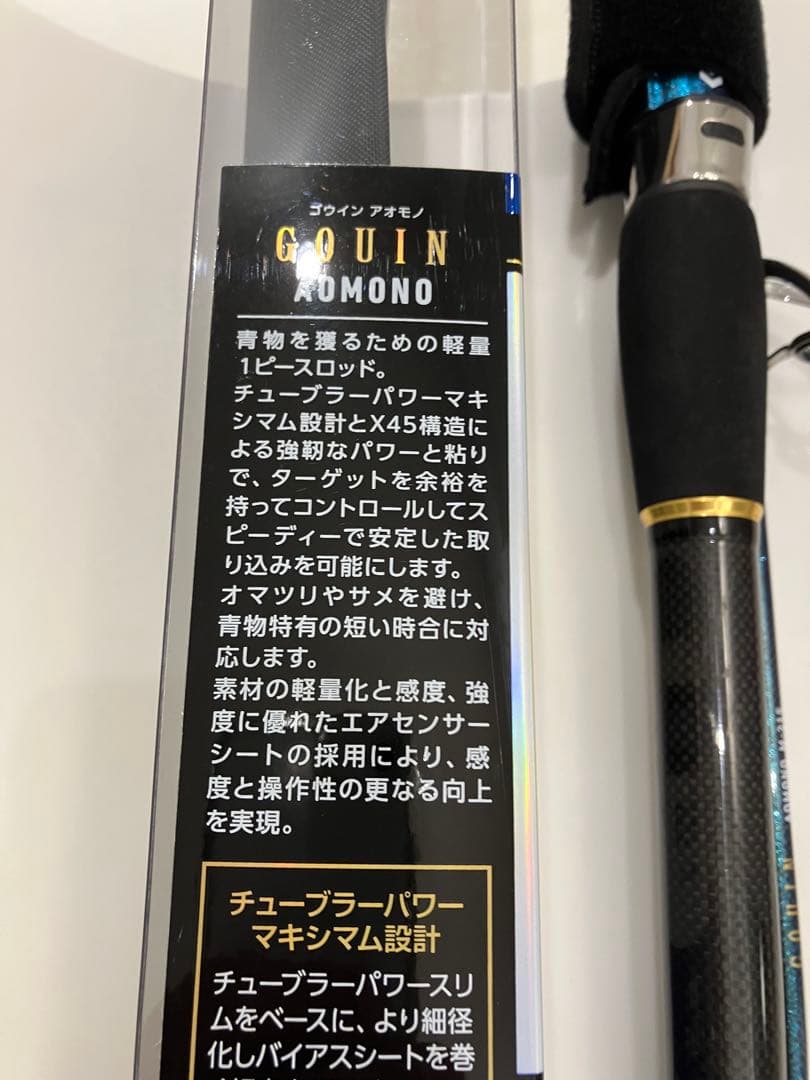 ゴウイン アオモノ
GOUIN
AOMONO
青物を獲るための軽量
1ピースロッド。
チューブラーパワーマキ
シマム設計とX45構造に
よる強靭なパワーと粘り
で、ターゲットを余裕を
持ってコントロールしてス
ピーディーで安定した取
り込みを可能にします。
オマツリやサメを避け、
青物特有の短い時合に対
応します。
素材の軽量化と感度、強
度に優れたエアセンサー
シートの採用により、感
度と操作性の更なる向上
を実現。
チューブラーパワー
マキシマム設計
チューブラーパワースリ
ムをベースに、より細径
化しバイアスシートを巻
GOUIN
AOMONO